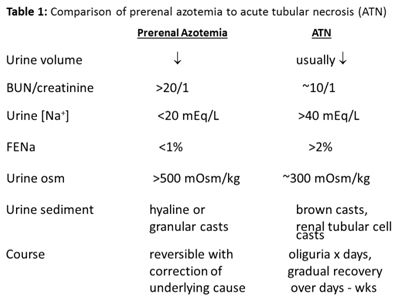 Table 1: Comparison of prerenal azotemia to acute tubular necrosis (ATN)
Prerenal Azotemia ATN
Urine volume ↓ usually ↓
BUN/creatinine >20/1 ~10/1
Urine [Na⁺] <20 mEq/L >40 mEq/L
FENa <1% >2%
Urine osm >500 mOsm/kg ~300 mOsm/kg
Urine sediment hyaline or brown casts,
granular casts renal tubular cell
casts
Course reversible with oliguria x days,
correction of gradual recovery
underlying cause over days - wks